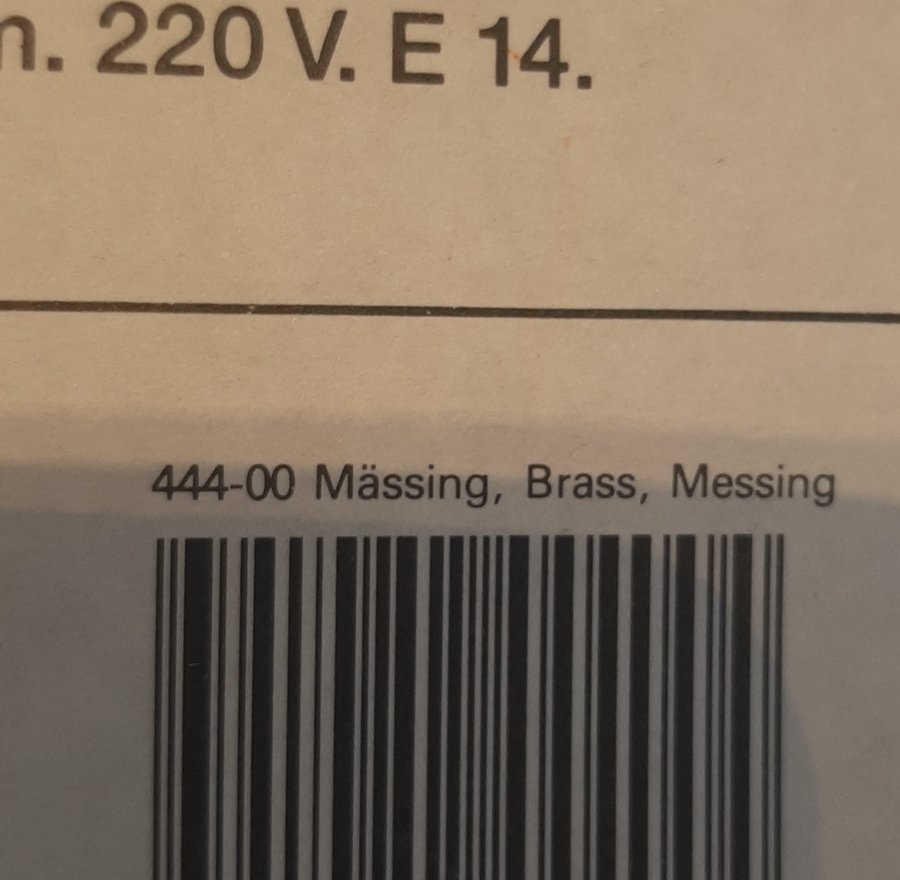 220 V. E 14.
444-00 Mässing, Brass, Messing